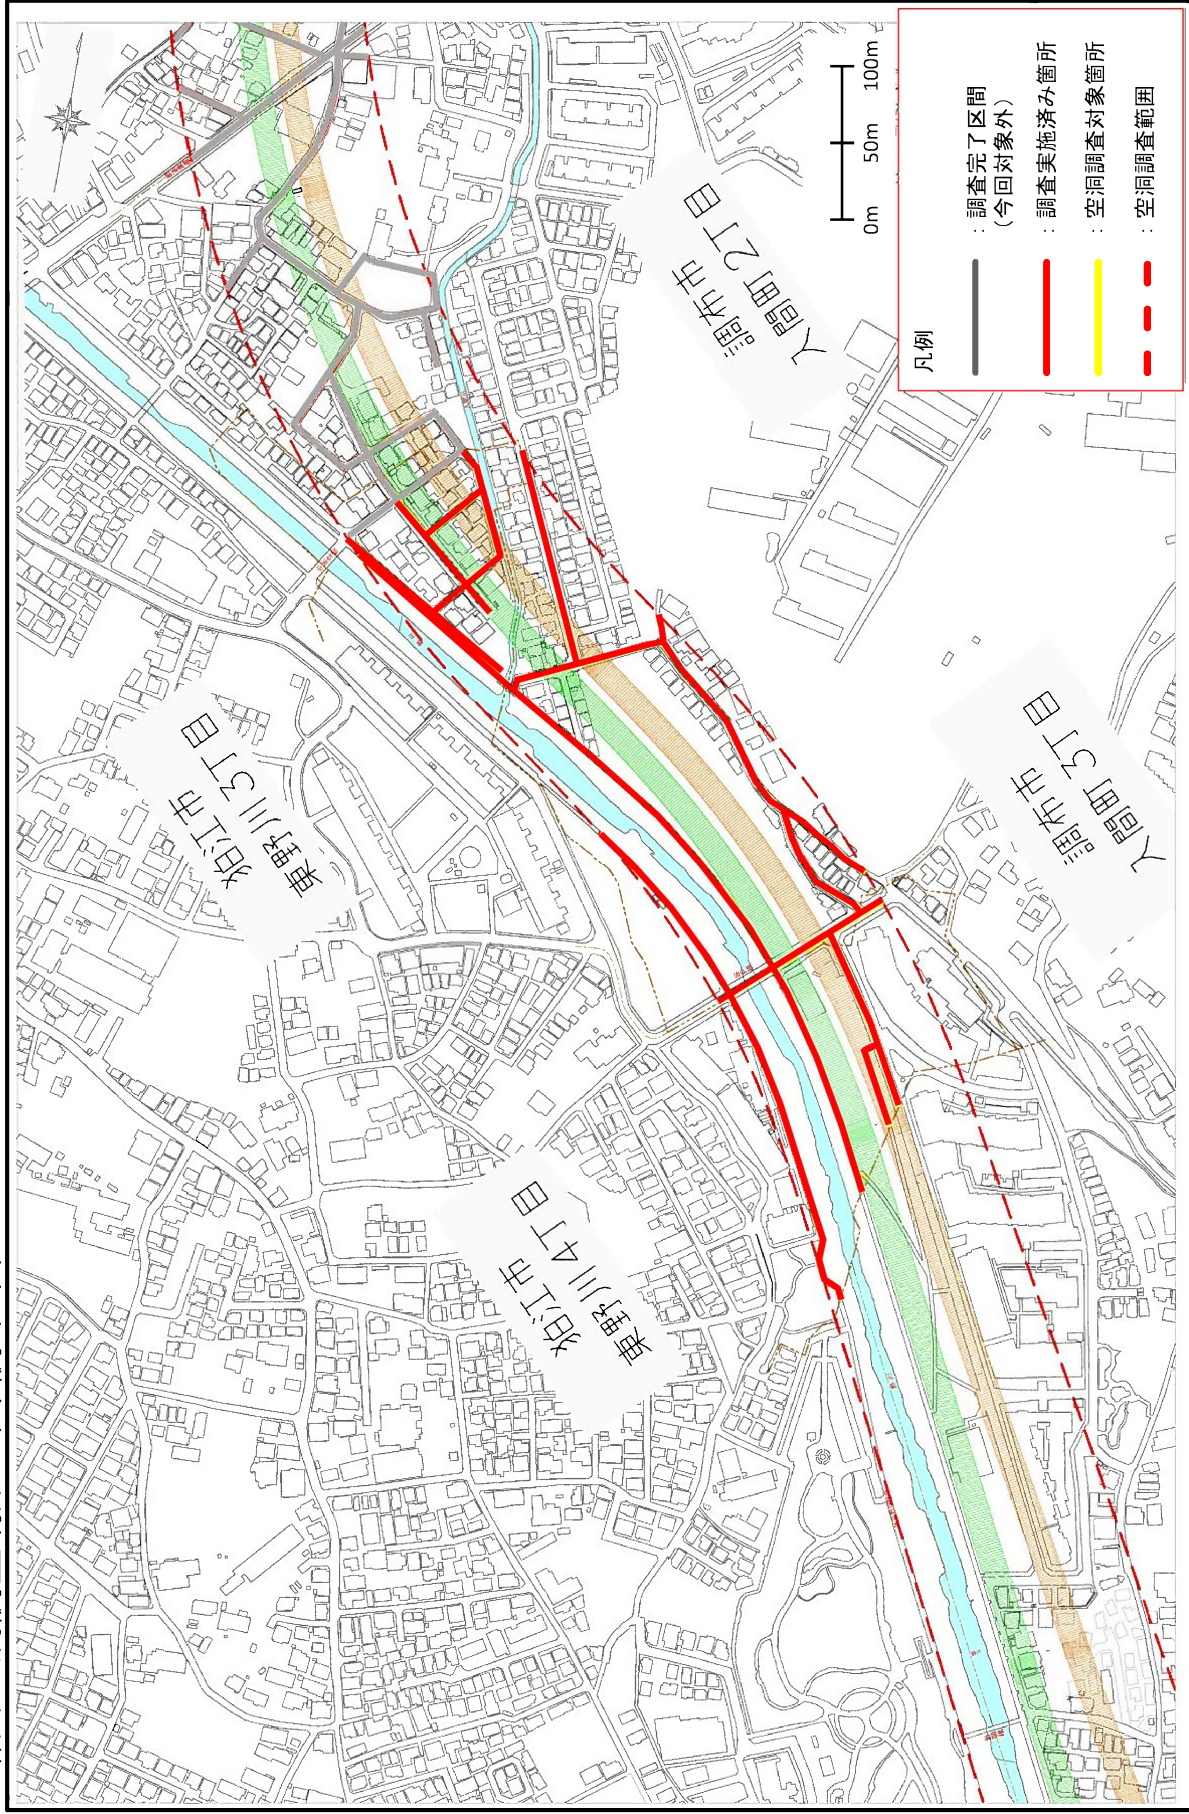 狛江市
東野川3丁目
狛江市
東野川4丁目
調布市
入間町2丁目
調布市
入間町3丁目
0m
50m
100m
凡例
：調査完了区間
（今回対象外）
：調査実施済み箇所
：空洞調査対象箇所
：空洞調査範囲